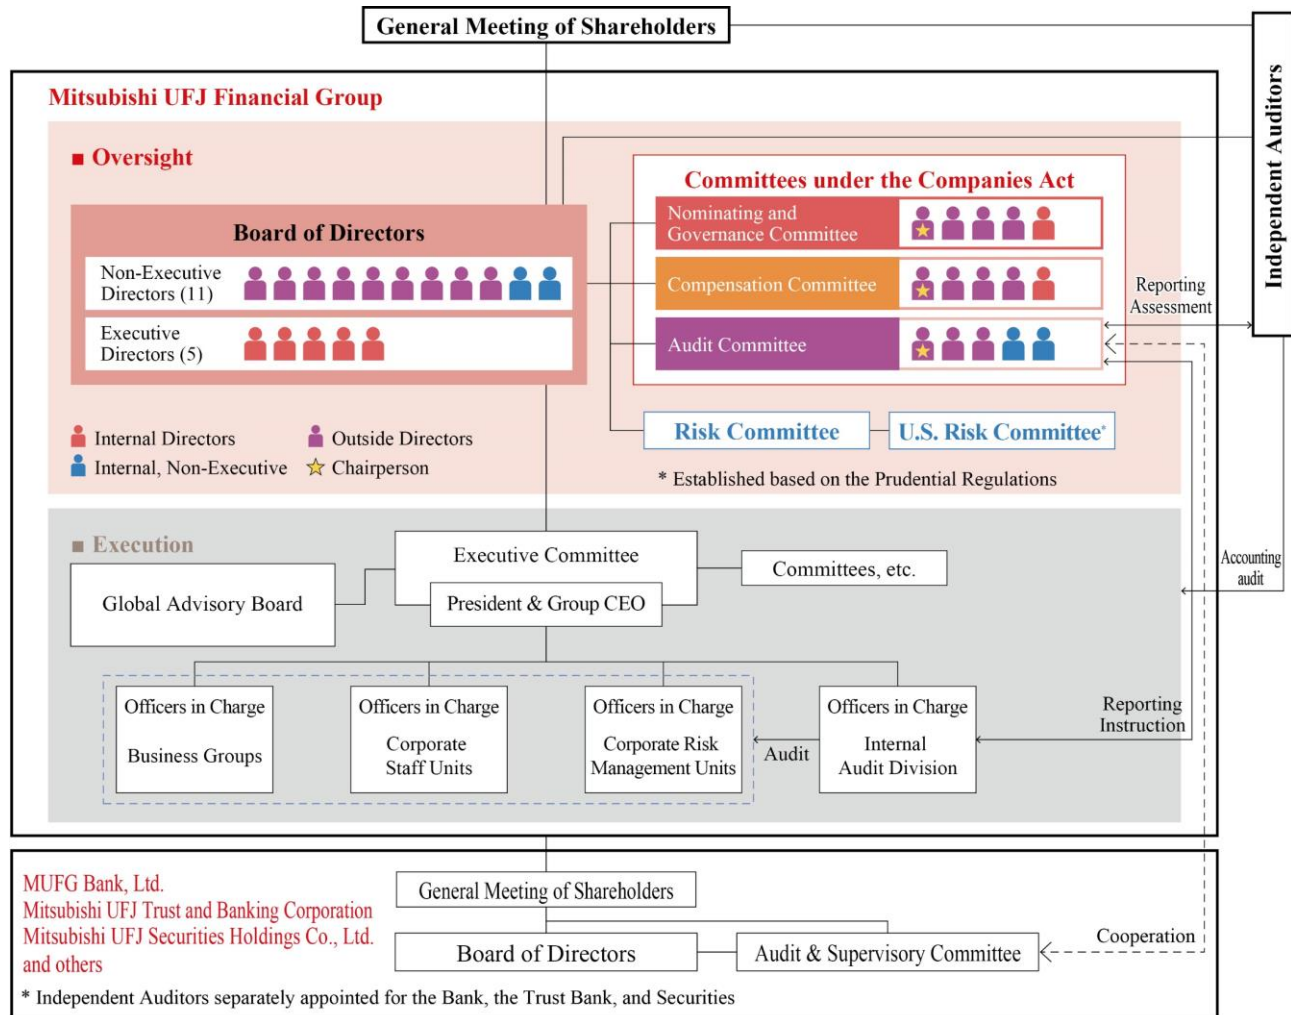 General Meeting of Shareholders
Independent Auditors
Mitsubishi UFJ Financial Group
■ Oversight
Committees under the Companies Act
Board of Directors
Non-Executive
Directors (11)
Executive
Directors (5)
Nominating and
Governance Committee
Compensation Committee
Audit Committee
Reporting
Assessment
Internal Directors
Outside Directors
Internal, Non-Executive
Chairperson
Risk Committee
U.S. Risk Committee*
* Established based on the Prudential Regulations
■ Execution
Executive Committee
President & Group CEO
Global Advisory Board
Committees, etc.
Accounting
audit
Officers in Charge
Business Groups
Officers in Charge
Corporate
Staff Units
Officers in Charge
Corporate Risk
Management Units
Audit
Officers in Charge
Internal
Audit Division
Reporting
Instruction
MUFG Bank, Ltd.
Mitsubishi UFJ Trust and Banking Corporation
Mitsubishi UFJ Securities Holdings Co., Ltd.
and others
General Meeting of Shareholders
Board of Directors
Audit & Supervisory Committee
Cooperation
* Independent Auditors separately appointed for the Bank, the Trust Bank, and Securities